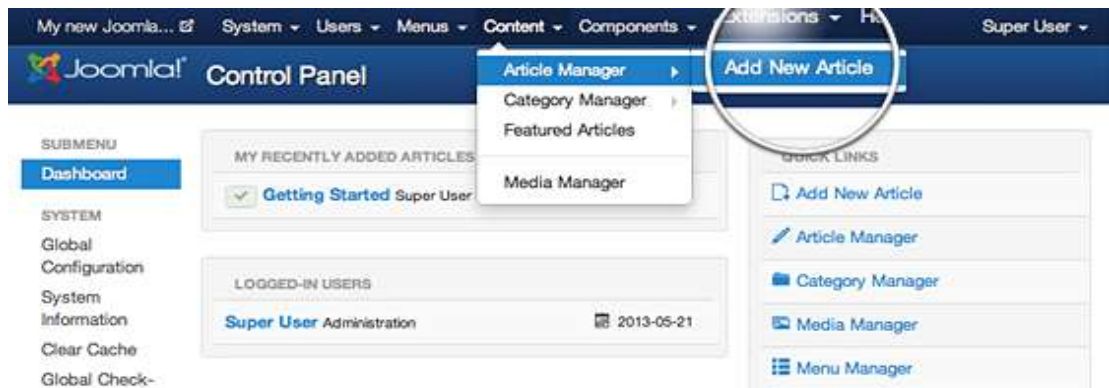 My new Joomla... System Users Menus Content Components Extensions Super User
Joomla!
Control Panel
Article Manager
Add New Article
Category Manager
Featured Articles
Media Manager
SUBMENU
Dashboard
SYSTEM
Global
Configuration
System
Information
Clear Cache
Global Check-
MY RECENTLY ADDED ARTICLES
Getting Started Super User
LOGGED-IN USERS
Super User Administration 2013-05-21
QUICK LINKS
Add New Article
Article Manager
Category Manager
Media Manager
Menu Manager